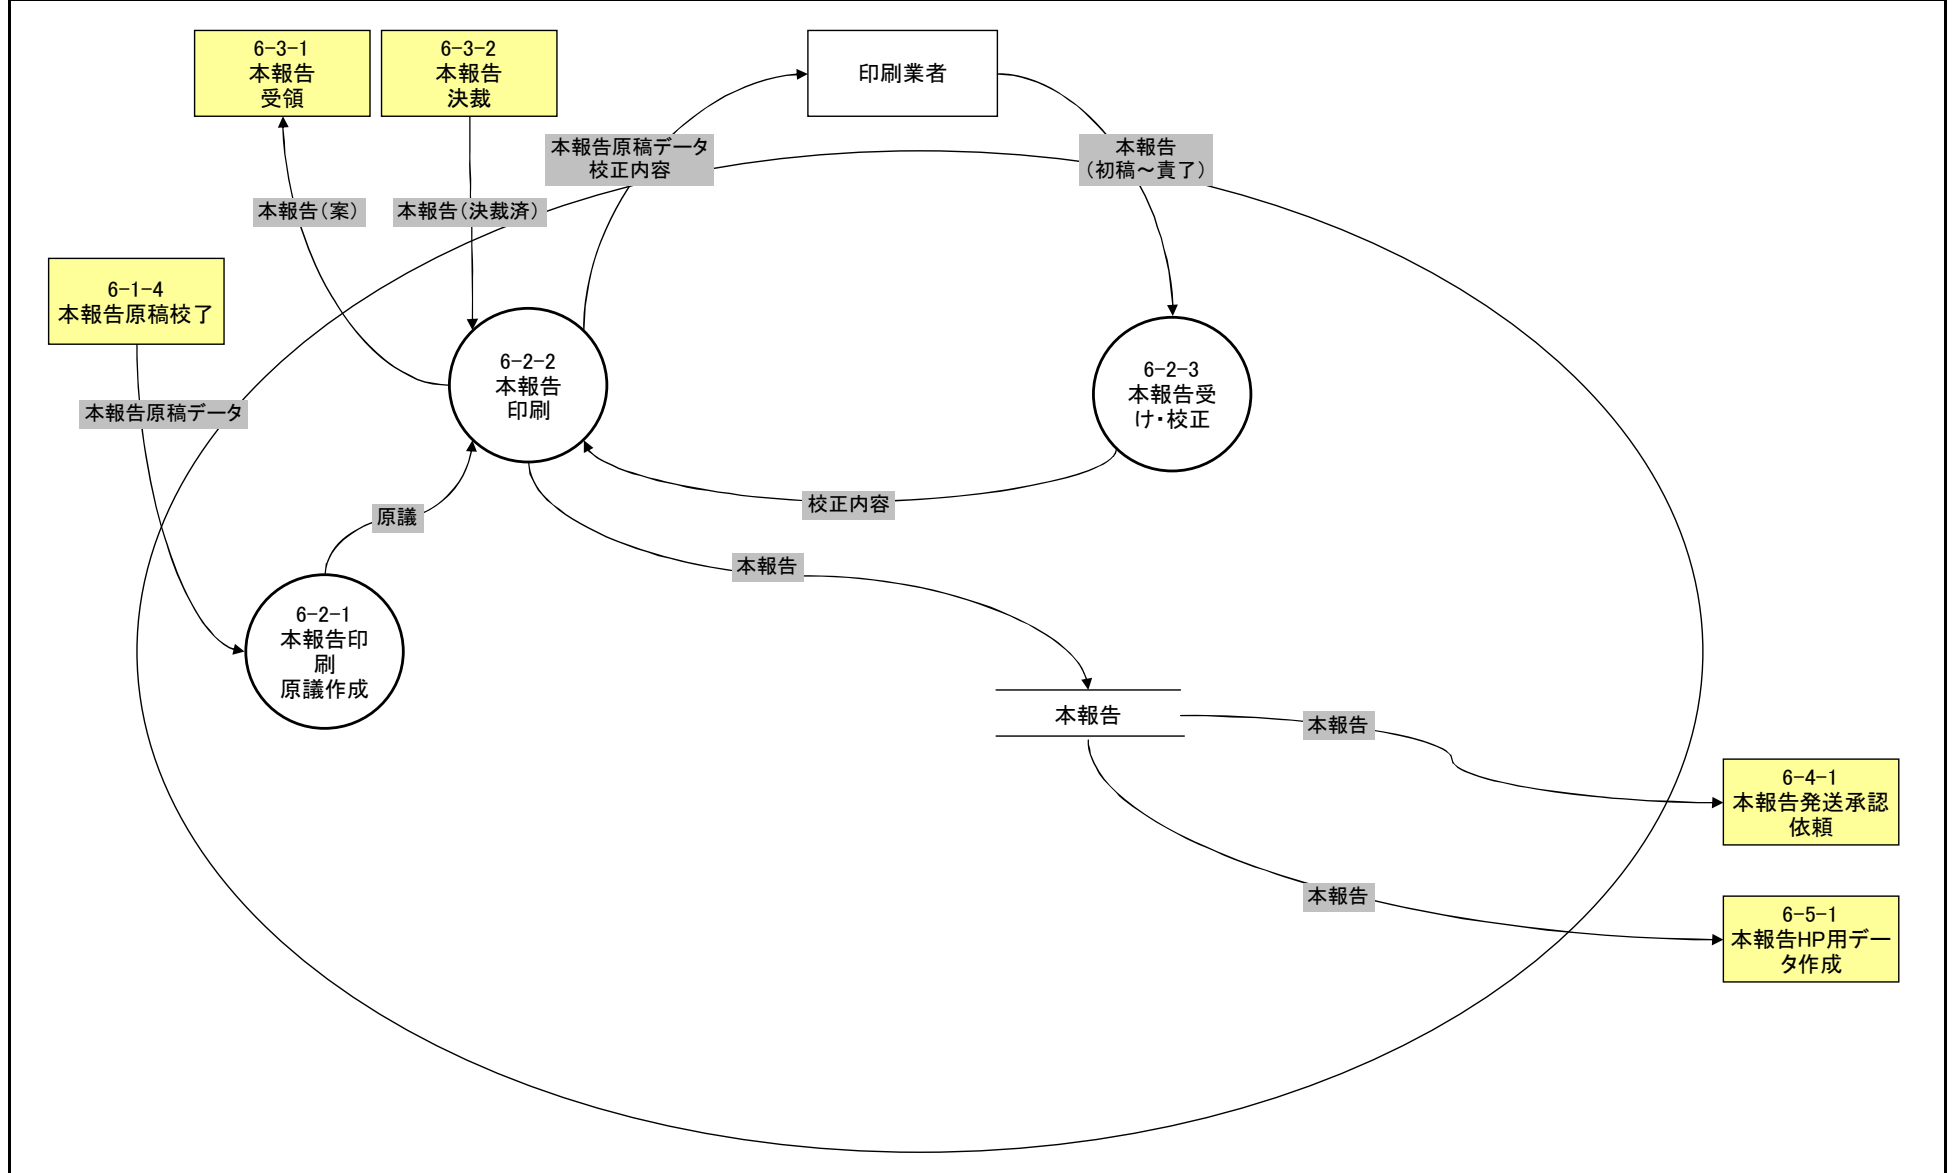 6-3-1
本報告
受領
6-3-2
本報告
決裁
印刷業者
本報告原稿データ
校正内容
本報告
(初稿～責了)
本報告(案)
本報告(決裁済)
6-1-4
本報告原稿校了
6-2-2
本報告
印刷
6-2-3
本報告受
け・校正
本報告原稿データ
校正内容
原議
本報告
6-2-1
本報告印
刷
原議作成
本報告
本報告
6-4-1
本報告発送承認
依頼
本報告
6-5-1
本報告HP用デー
タ作成